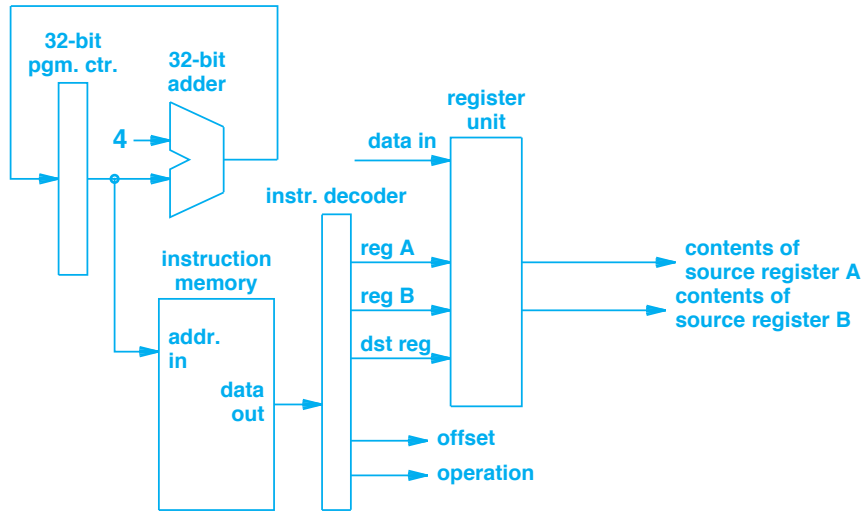 32-bit
pgm. ctr.
32-bit
adder
4
register
unit
data in
instr. decoder
instruction
memory
addr.
in
data
out
reg A
reg B
dst reg
offset
operation
contents of
source register A
contents of
source register B